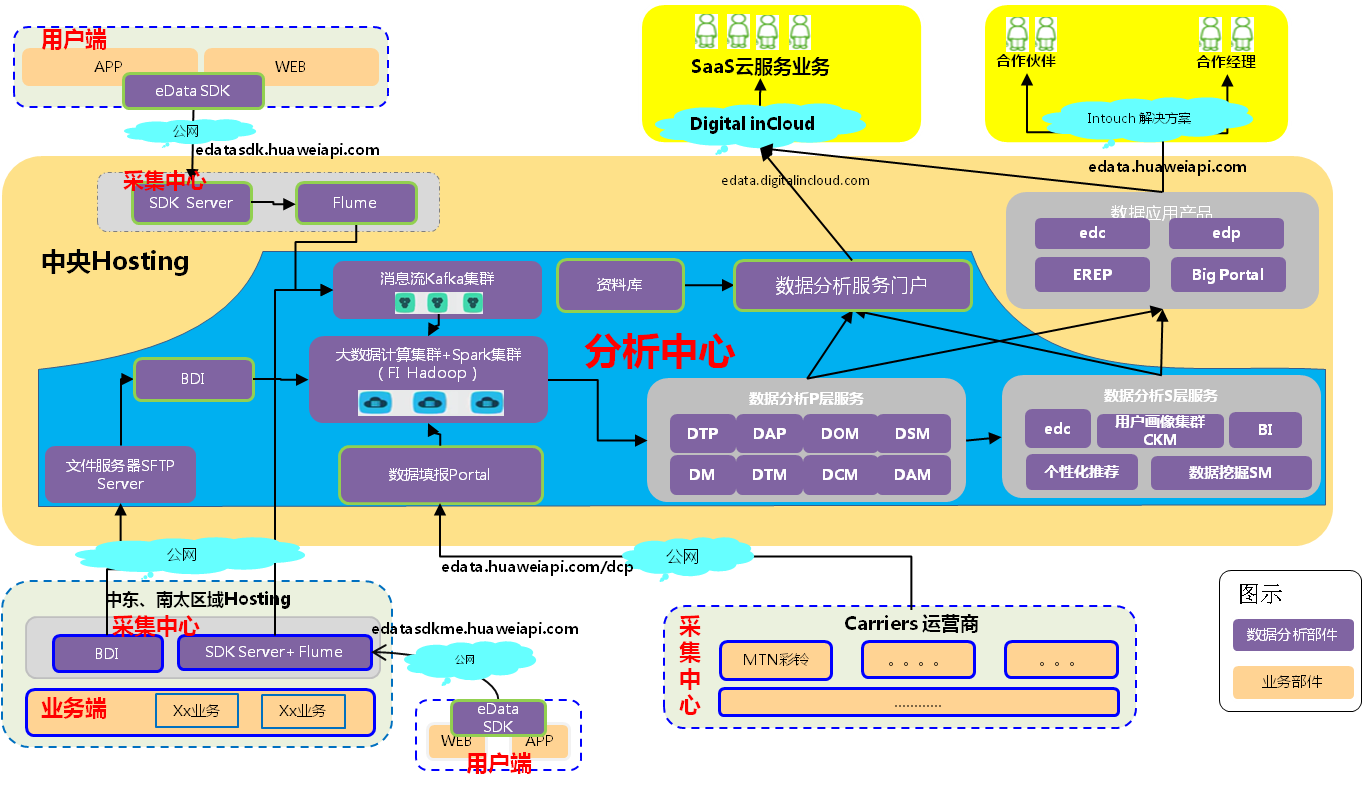 用户端
APP
WEB
eData SDK
公网
edatasdk.huaweiapi.com
SaaS云服务业务
Digital inCloud
合作伙伴
合作经理
Intouch 解决方案
edata.huaweiapi.com
edata.digitalincloud.com
采集中心
SDK Server
Flume
中央Hosting
数据应用产品
edc
edp
EREP
Big Portal
消息流Kafka集群
资料库
数据分析服务门户
分析中心
大数据计算集群+Spark集群
( FI Hadoop )
BDI
数据分析P层服务
DTP
DAP
DOM
DSM
DM
DTM
DCM
DAM
数据分析S层服务
edc
用户画像集群
CKM
BI
个性化推荐
数据挖掘SM
文件服务器SFTP
Server
数据填报Portal
公网
公网
edata.huaweiapi.com/dcp
中东、南太区域Hosting
采集中心
BDI
SDK Server+ Flume
业务端
Xx业务
Xx业务
edatasdkme.huaweiapi.com
公网
eData
SDK
WEB
APP
用户端
采集中心
Carriers 运营商
MTN彩铃
。。。。
。。。
............
图示
数据分析部件
业务部件